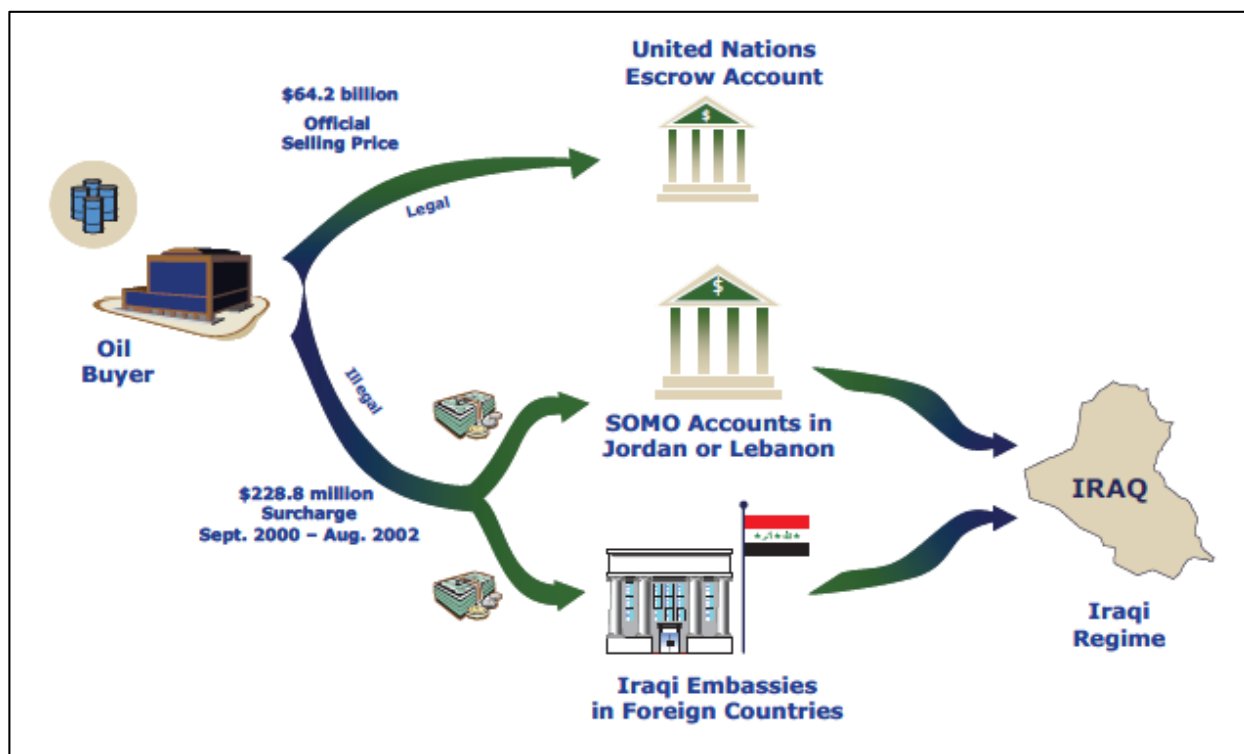 United Nations
Escrow Account
$64.2 billion
Official
Selling Price
$
Legal
Oil
Buyer
$
Illegal
SOMO Accounts in
Jordan or Lebanon
$228.8 million
Surcharge
Sept. 2000 – Aug. 2002
IRAQ
Iraqi
Regime
Iraqi Embassies
in Foreign Countries